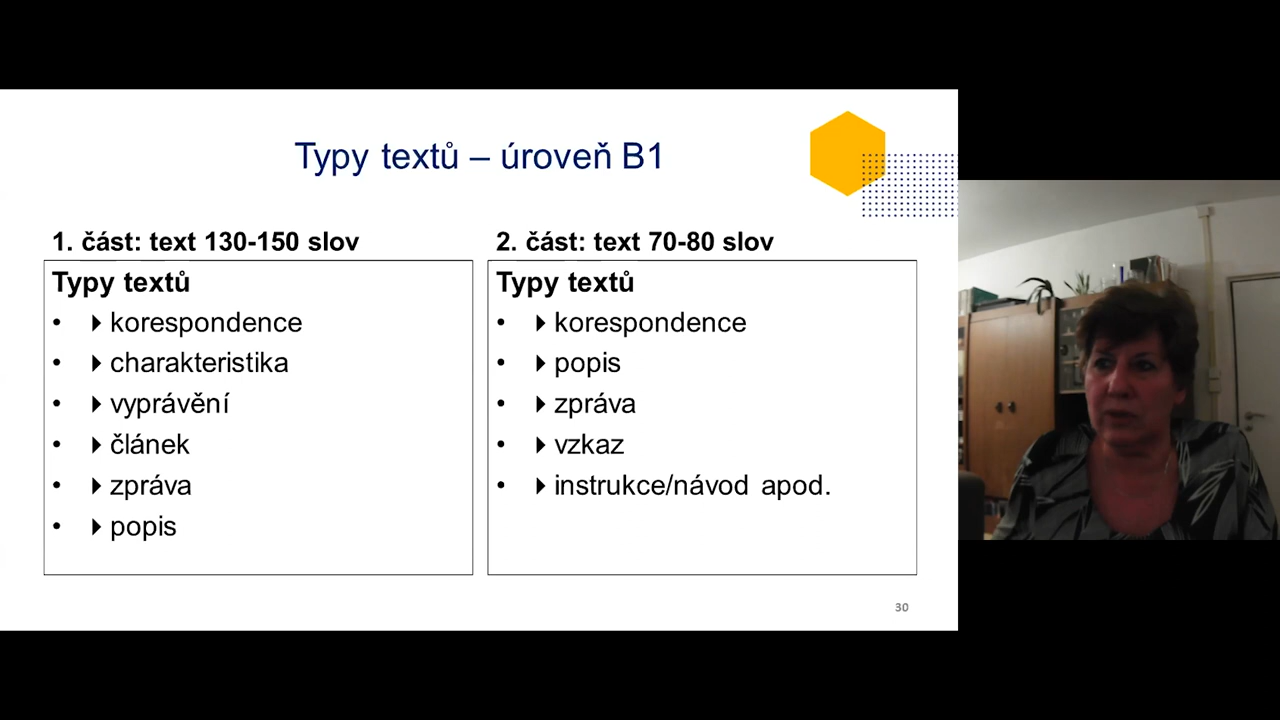 Typy textů – úroveň B1
1. část: text 130-150 slov
Typy textů
• korespondence
• charakteristika
• vyprávění
• článek
• zpráva
• popis
2. část: text 70-80 slov
Typy textů
• korespondence
• popis
• zpráva
• vzkaz
• instrukce/návod apod.
30